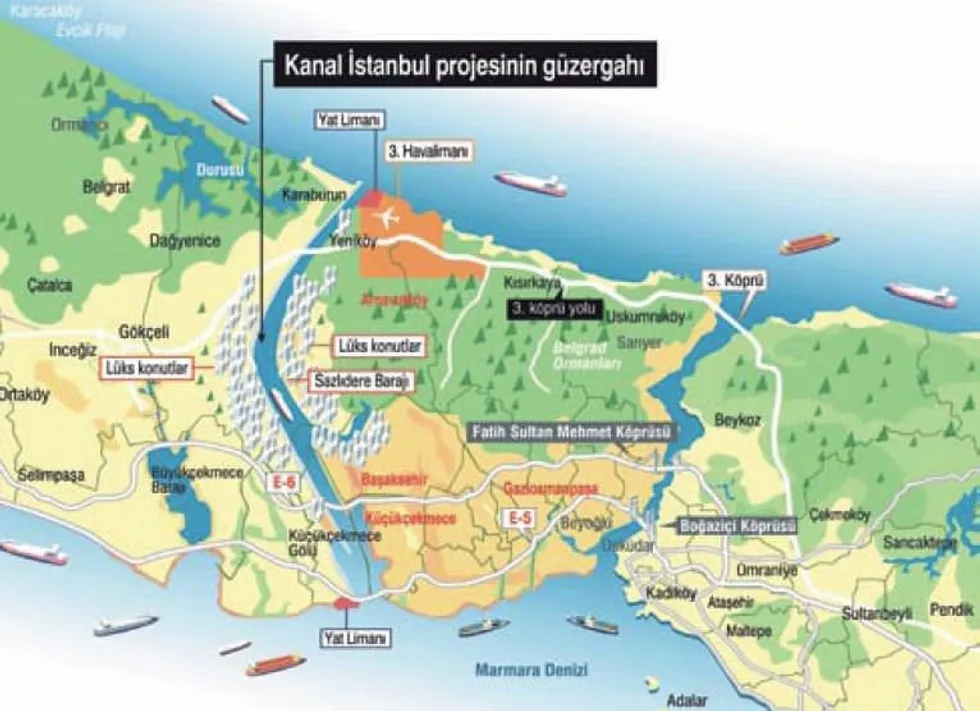 Karacaköy
Evcik Plajı
Kanal İstanbul projesinin güzergahı
Yat Limanı
3. Havalimanı
Ormancı
Durusu
Belgrat
Karaburun
Dağyenice
Yeniköy
Çatalca
Kısırkaya
3. Köprü
Arnavutköy
3. köprü yolu
Uskumruköy
Gökçeli
Lüks konutlar
Belgrad
Ormanları
Sarıyer
İnceğiz
Lüks konutlar
Sazlıdere Barajı
Ortaköy
Beykoz
Fatih Sultan Mehmet Köprüsü
Selimpaşa
Büyükçekmece
Barajı
E-6
Başakşehir
Gaziosmanpaşa
Küçükçekmece
E-5
Beyoğlu
Boğaziçi Köprüsü
Çekmeköy
Küçükçekmece
Gölü
Üsküdar
Sancaktepe
Ümraniye
Kadıköy
Ataşehir
Sultanbeyli
Pendik
Maltepe
Yat Limanı
Marmara Denizi
Adalar